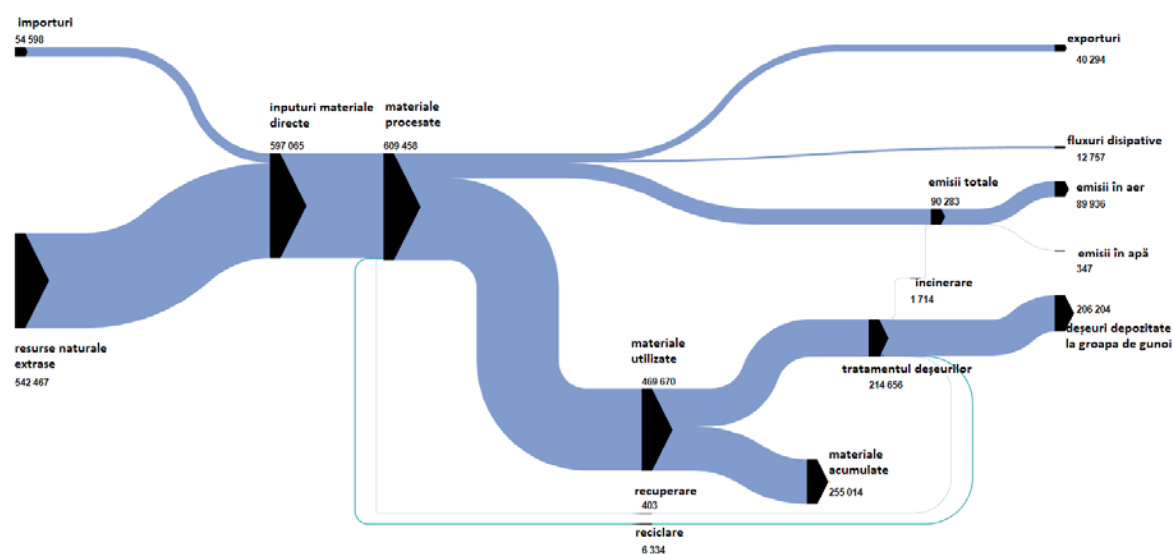 importuri
54 598
exporturi
40 294
inputuri materiale
directe
597 065
materiale
procesate
609 458
fluxuri disipative
12 757
emisii totale
90 283
emisii în aer
89 936
emisii în apă
347
incinerare
1 714
206 204
deșeuri depozitate
la groapa de gunoi
resurse naturale
extrase
542 467
materiale
utilizate
469 670
tratamentul deșeurilor
214 656
materiale
acumulate
255 014
recuperare
403
reciclare
6 334